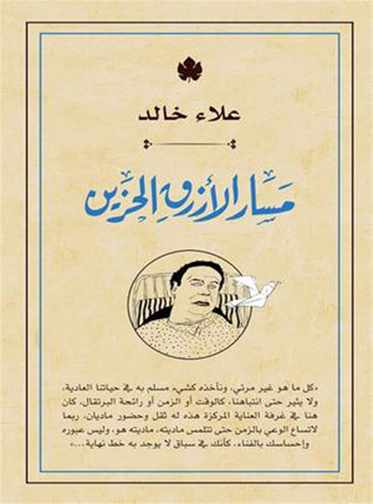 علاء خالد
مسار الأزرق الحزين
«كل ما هو غير مرئي، ونأخذه كشيء مسلم به في حياتنا العادية،
ولا يثير حتى انتباهنا، كالوقت أو الزمن أو رائحة البرتقال، كان
هنا في غرفة العناية المركزة هذه له ثقل وحضور ماديان، ربما
لاتساع الوعي بالزمن حتى تتلمس ماديته، ماديته هو، وليس عبوره
وإحساسك بالفناء. كأنك في سباق لا يوجد به خط نهاية...»